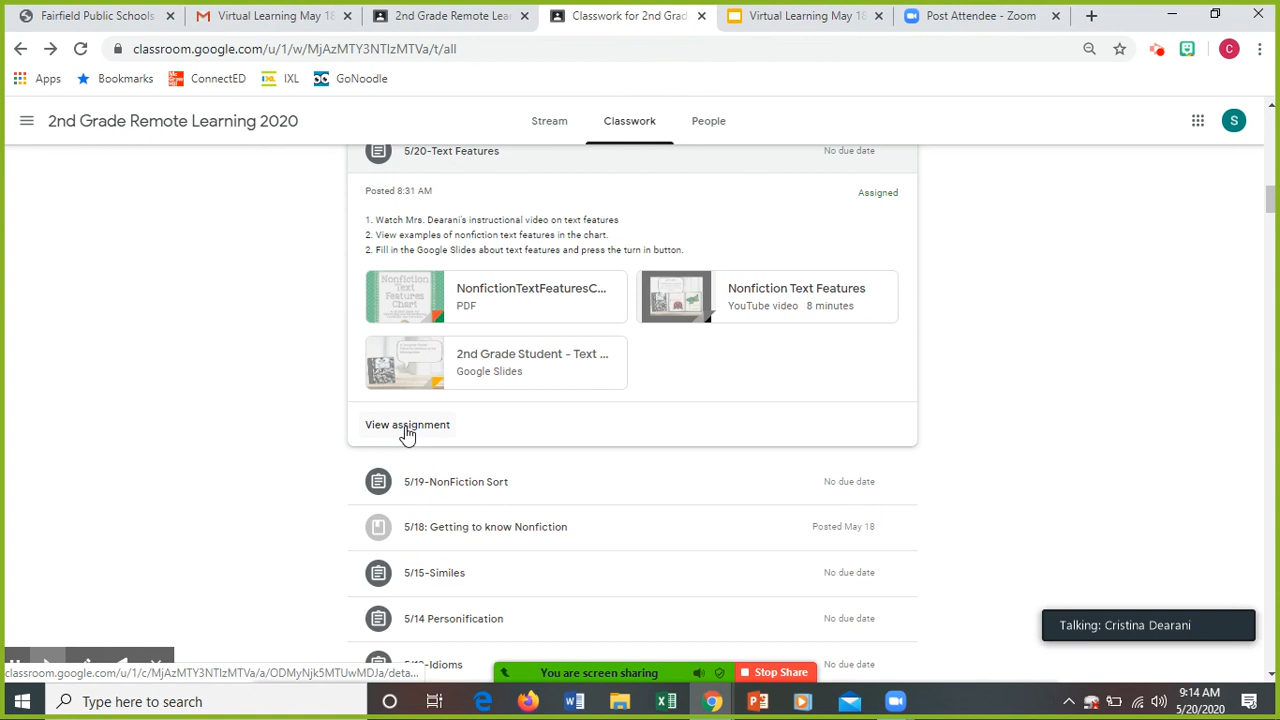 Fairfield Public Schools
Virtual Learning May 18
2nd Grade Remote Lear
Classwork for 2nd Grad
Virtual Learning May 18
Post Attendee - Zoom
classroom.google.com/u/1/w/MjAzMTY3NTIzMTVa/t/all
Apps
Bookmarks
ConnectED
IXL
GoNoodle
C
2nd Grade Remote Learning 2020
Stream
Classwork
People
S
5/20-Text Features
No due date
Posted 8:31 AM
Assigned
1. Watch Mrs. Dearani's instructional video on text features
2. View examples of nonfiction text features in the chart.
2. Fill in the Google Slides about text features and press the turn in button.
Nonfiction
Text
Features
Chart
NonfictionTextFeaturesC...
PDF
Nonfiction Text Features
YouTube video 8 minutes
2nd Grade Student - Text ...
Google Slides
View assignment
5/19-NonFiction Sort
No due date
5/18: Getting to know Nonfiction
Posted May 18
5/15-Similes
No due date
5/14 Personification
No due date
-Idioms
No due date
Talking: Cristina Dearani
classroom.google.com/u/1/c/MjAzMTY3NTIzMTVa/a/ODMyNjk5MTUwMDJa/deta...
You are screen sharing
Stop Share
Type here to search
9:14 AM
5/20/2020